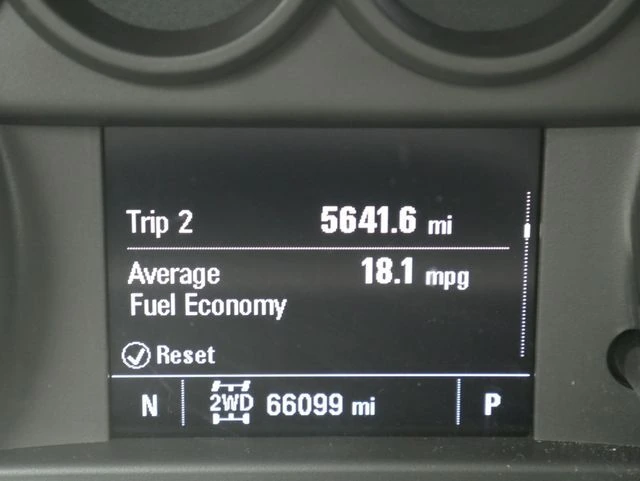 Trip 2 5641.6 mi
Average 18.1 mpg
Fuel Economy
Reset
N 2WD 66099 mi P